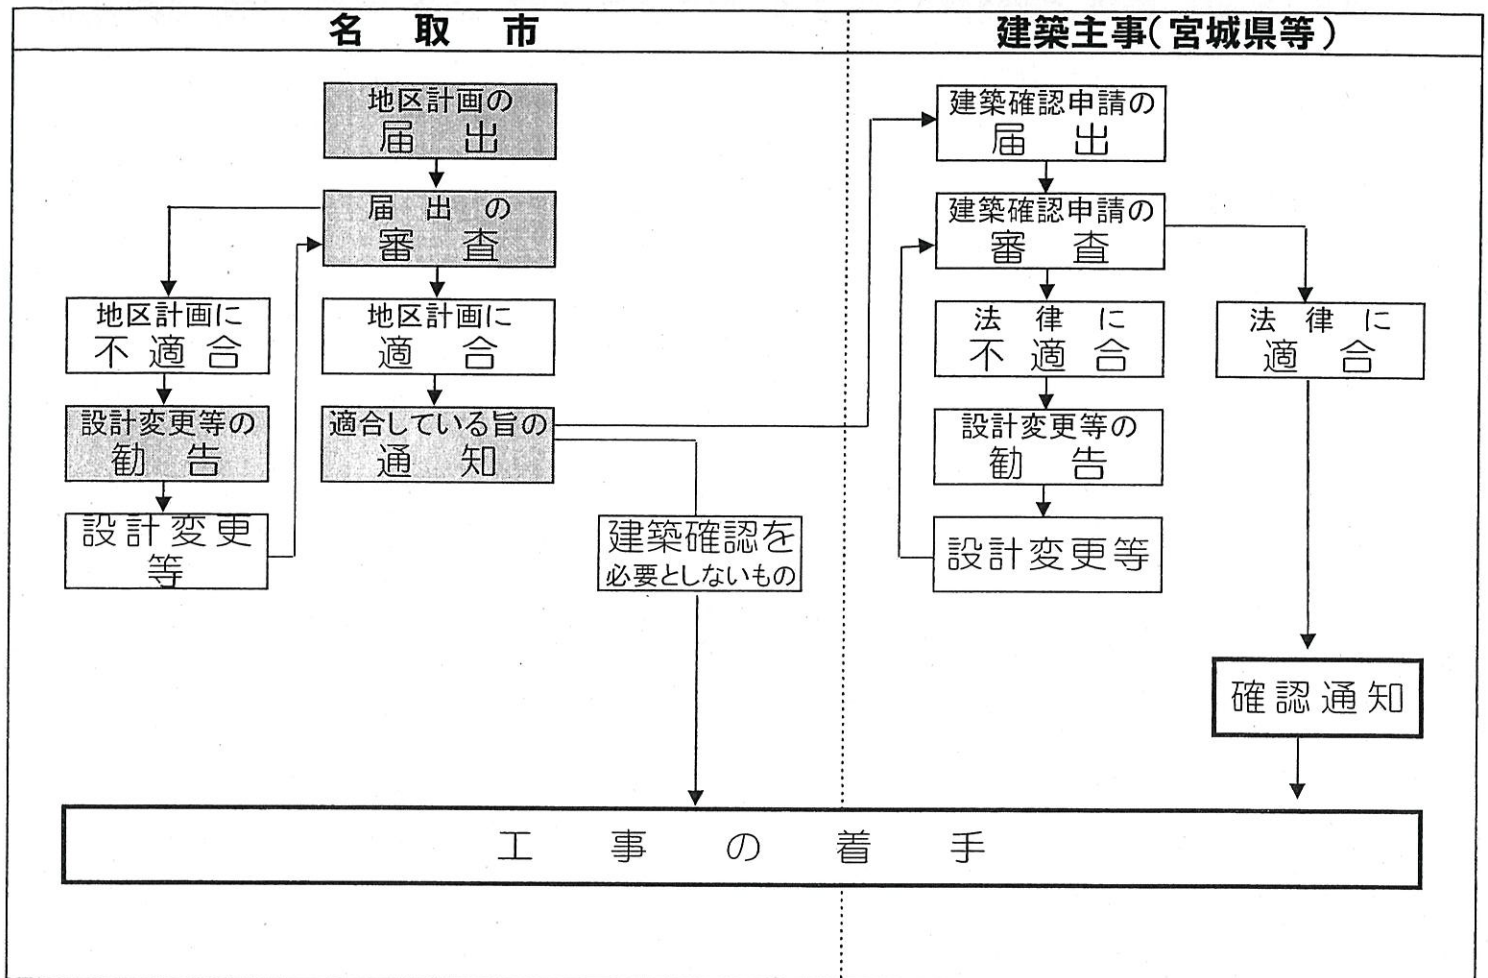 名 取 市
建築主事(宮城県等)
地区計画の
届 出
届 出 の
審 査
地区計画に
不適合
設計変更等の
勧 告
設計変更
等
地区計画に
適 合
適合している旨の
通 知
建築確認を
必要としないもの
建築確認申請の
届 出
建築確認申請の
審 査
法 律 に
不適合
設計変更等の
勧 告
設計変更等
法 律 に
適 合
確認通知
工 事 の 着 手